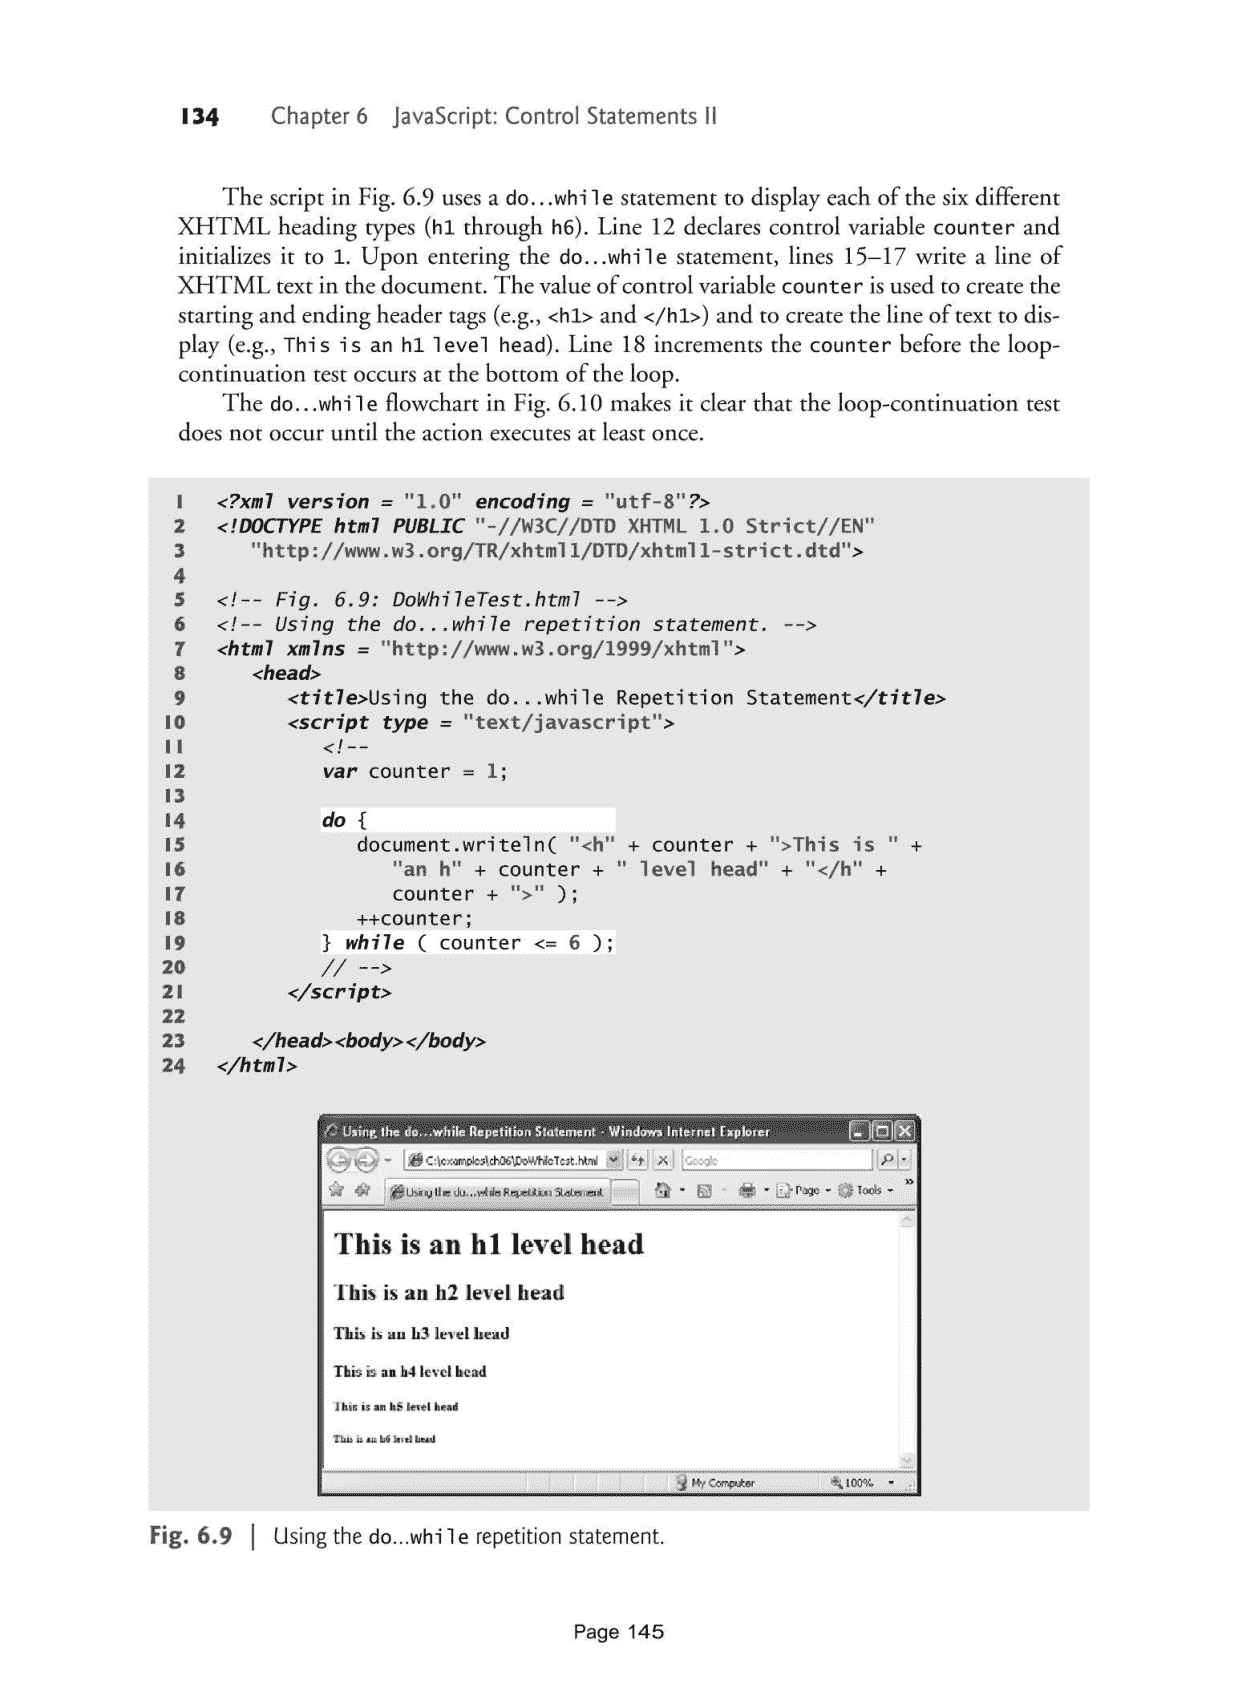 134 Chapter 6 JavaScript: Control Statements II
The script in Fig. 6.9 uses a do...while statement to display each of the six different
XHTML heading types (h1 through h6). Line 12 declares control variable counter and
initializes it to 1. Upon entering the do...while statement, lines 15–17 write a line of
XHTML text in the document. The value of control variable counter is used to create the
starting and ending header tags (e.g., <h1> and </h1>) and to create the line of text to dis-
play (e.g., This is an h1 level head). Line 18 increments the counter before the loop-
continuation test occurs at the bottom of the loop.
The do...while flowchart in Fig. 6.10 makes it clear that the loop-continuation test
does not occur until the action executes at least once.
1 <?xml version = "1.0" encoding = "utf-8"?>
2 <!DOCTYPE html PUBLIC "-//W3C//DTD XHTML 1.0 Strict//EN"
3 "http://www.w3.org/TR/xhtml1/DTD/xhtml1-strict.dtd">
4
5 <!-- Fig. 6.9: DoWhileTest.html -->
6 <!-- Using the do...while repetition statement. -->
7 <html xmlns = "http://www.w3.org/1999/xhtml">
8 <head>
9 <title>Using the do...while Repetition Statement</title>
10 <script type = "text/javascript">
11 <!--
12 var counter = 1;
13
14 do {
15 document.writeln( "<h" + counter + ">This is " +
16 "an h" + counter + " level head" + "</h" +
17 counter + ">" );
18 ++counter;
19 } while ( counter <= 6 );
20 // -->
21 </script>
22
23 </head><body></body>
24 </html>
Using the do...while Repetition Statement - Windows Internet Explorer
C:\examples\ch06\DoWhileTest.html Google
Using the do...while Repetition Statement Page Tools »
This is an h1 level head
This is an h2 level head
This is an h3 level head
This is an h4 level head
This is an h5 level head
This is an h6 level head
My Computer 100%
Fig. 6.9 | Using the do...while repetition statement.
Page 145